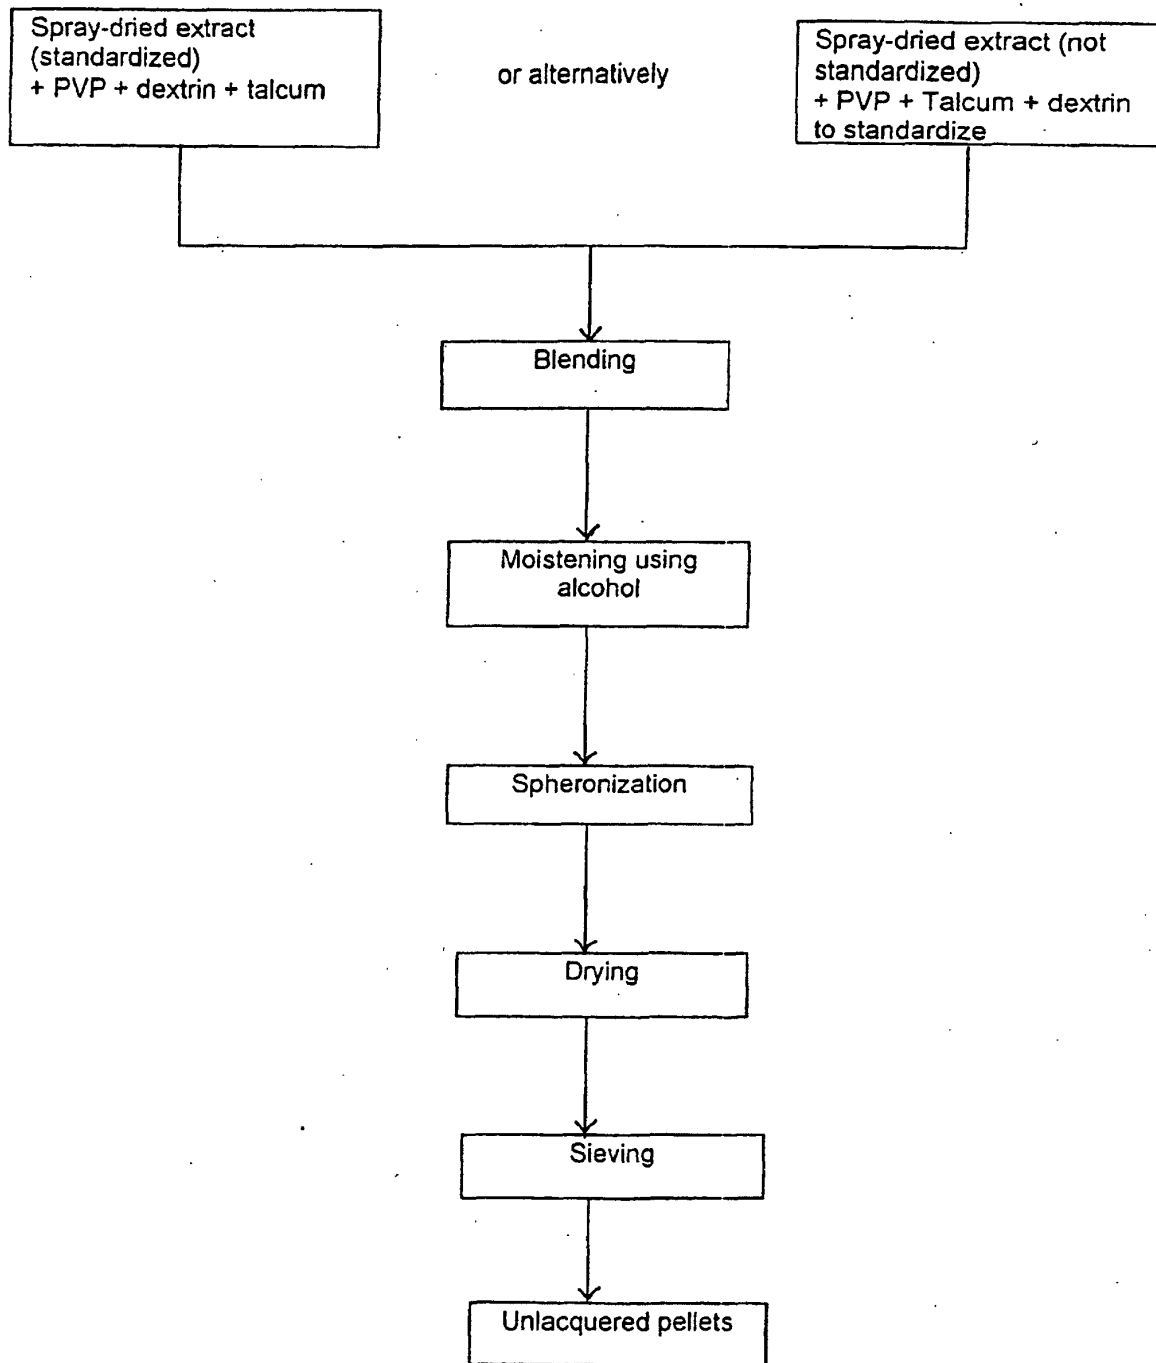 Spray-dried extract
(standardized)
+ PVP + dextrin + talcum
or alternatively
Spray-dried extract (not
standardized)
+ PVP + Talcum + dextrin
to standardize
Blending
Moistening using
alcohol
Spheronization
Drying
Sieving
Unlacquered pellets